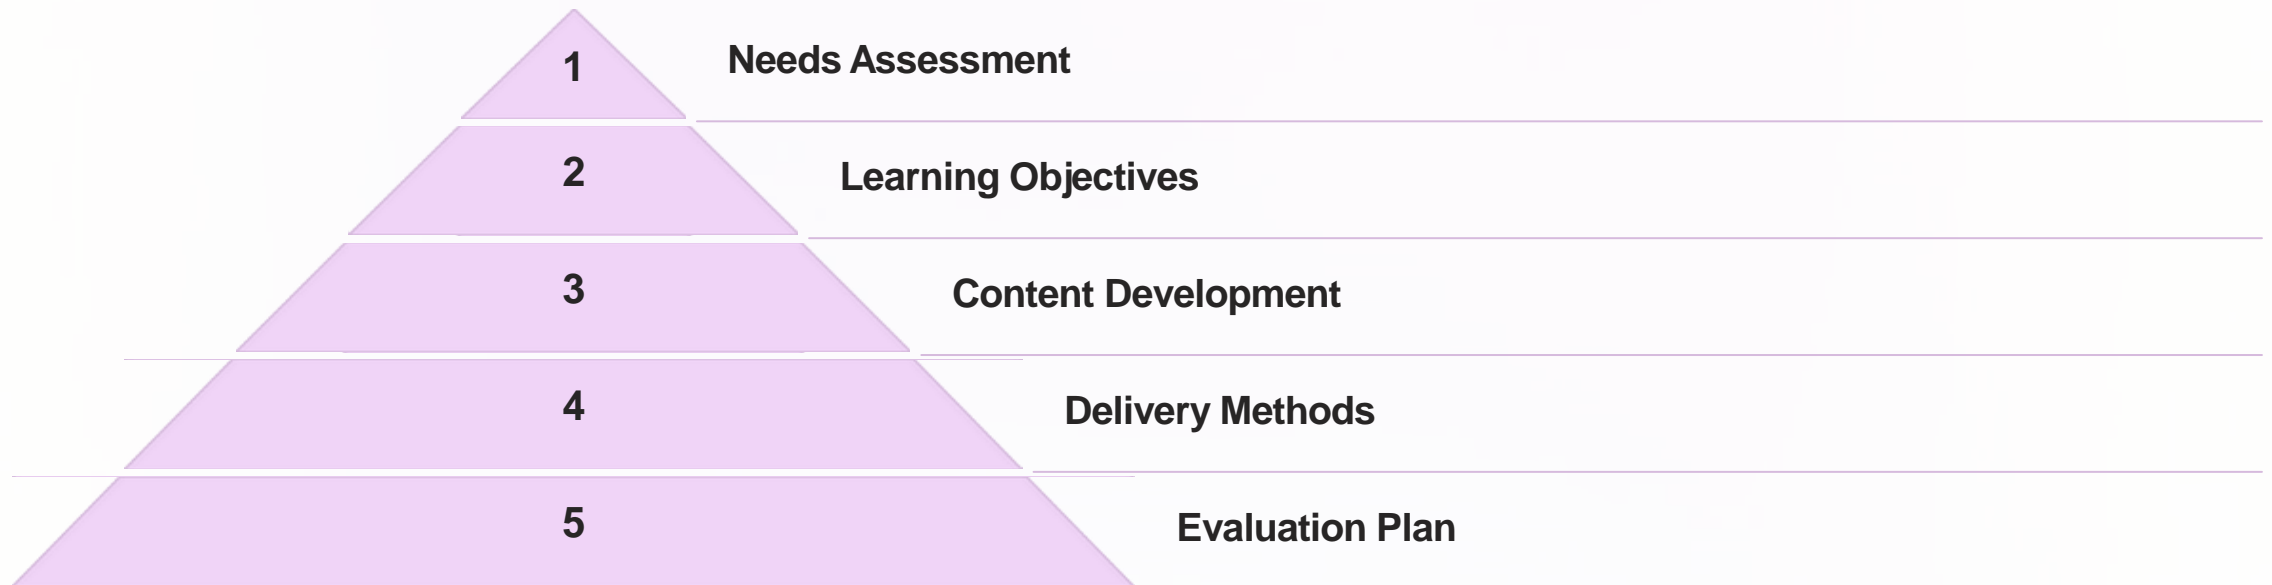 1
Needs Assessment
2
Learning Objectives
3
Content Development
4
Delivery Methods
5
Evaluation Plan